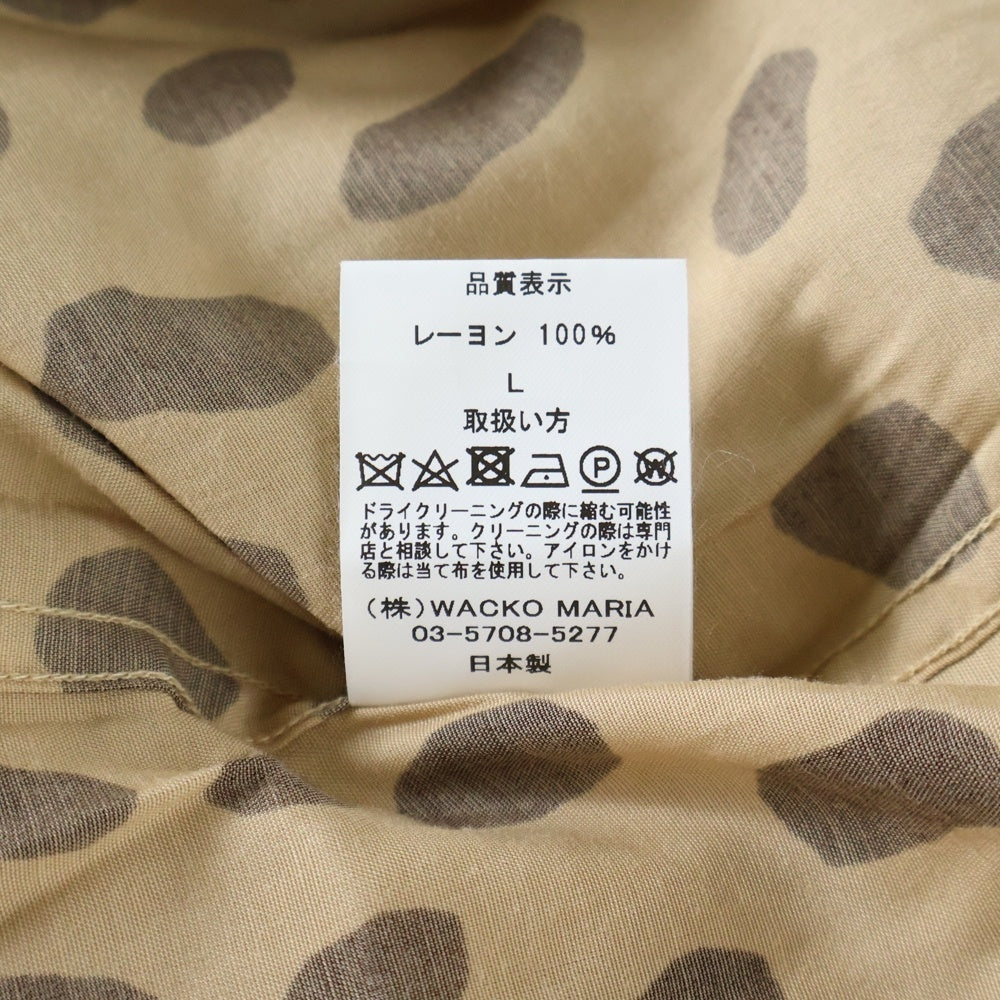 品質表示
レーヨン 100%
L
取扱い方
P W
ドライクリーニングの際に縮む可能性
があります。クリーニングの際は専門
店と相談して下さい。アイロンをかけ
る際は当て布を使用して下さい。
(株)WACKO MARIA
03-5708-5277
日本製